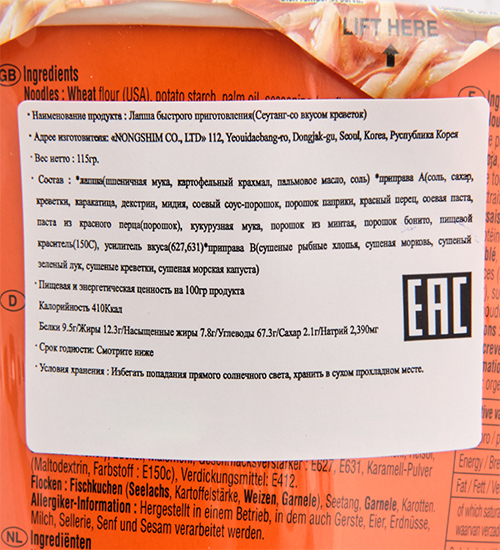 LIFT HERE
GB Ingredients
Noodles : Wheat flour (USA), potato starch, palm oil,
· Наименование продукта : Лапша быстрого приготовления(Сеутанг-со вкусом креветок)
· Адрес изготовителя: «NONGSHIM CO., LTD» 112, Yeouidaebang-ro, Dongjak-gu, Seoul, Korea, Руспублика Корея
· Вес нетто : 115гр.
· Состав : *лапша(пшеничная мука, картофельный крахмал, пальмовое масло, соль) *приправа A(соль, сахар,
креветки, каракатица, декстрин, мидия, соевый соус-порошок, порошок паприки, красный перец, соевая паста,
паста из красного перца(порошок), кукурузная мука, порошок из минтая, порошок бонито, пищевой
краситель(150C), усилитель вкуса(627,631)*приправа B(сушеные рыбные хлопья, сушеная морковь, сушеный
зеленый лук, сушеные креветки, сушеная морская капуста)
· Пищевая и энергетическая ценность на 100гр продукта
Калорийность 410Ккал
Белки 9.5г/Жиры 12.3г/Насыщенные жиры 7.8г/Углеводы 67.3г/Сахар 2.1г/Натрий 2,390мг
· Срок годности: Смотрите ниже
· Условия хранения : Избегать попадания прямого солнечного света, хранить в сухом прохладном месте.
EAC
D
E627, E631, Karamell-Pulver
(Maltodextrin, Farbstoff : E150c), Verdickungsmittel: E412.
Flocken : Fischkuchen (Seelachs, Kartoffelstärke, Weizen, Garnele), Seetang, Garnele, Karotten.
Allergiker-Information : Hergestellt in einem Betrieb, in dem auch Gerste, Eier, Erdnüsse,
Milch, Sellerie, Senf und Sesam verarbeitet werden.
NL Ingrediënten
Energy
Fat / Fett
of which